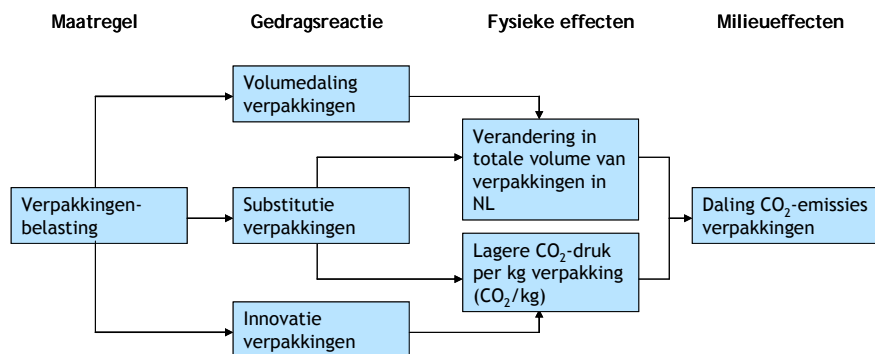 Maatregel
Gedragsreactie
Fysieke effecten
Milieueffecten
Volumedaling
verpakkingen
Verandering in
totale volume van
verpakkingen in
NL
Verpakkingen-
belasting
Substitutie
verpakkingen
Daling CO₂-emissies
verpakkingen
Lagere CO₂-druk
per kg verpakking
(CO₂/kg)
Innovatie
verpakkingen